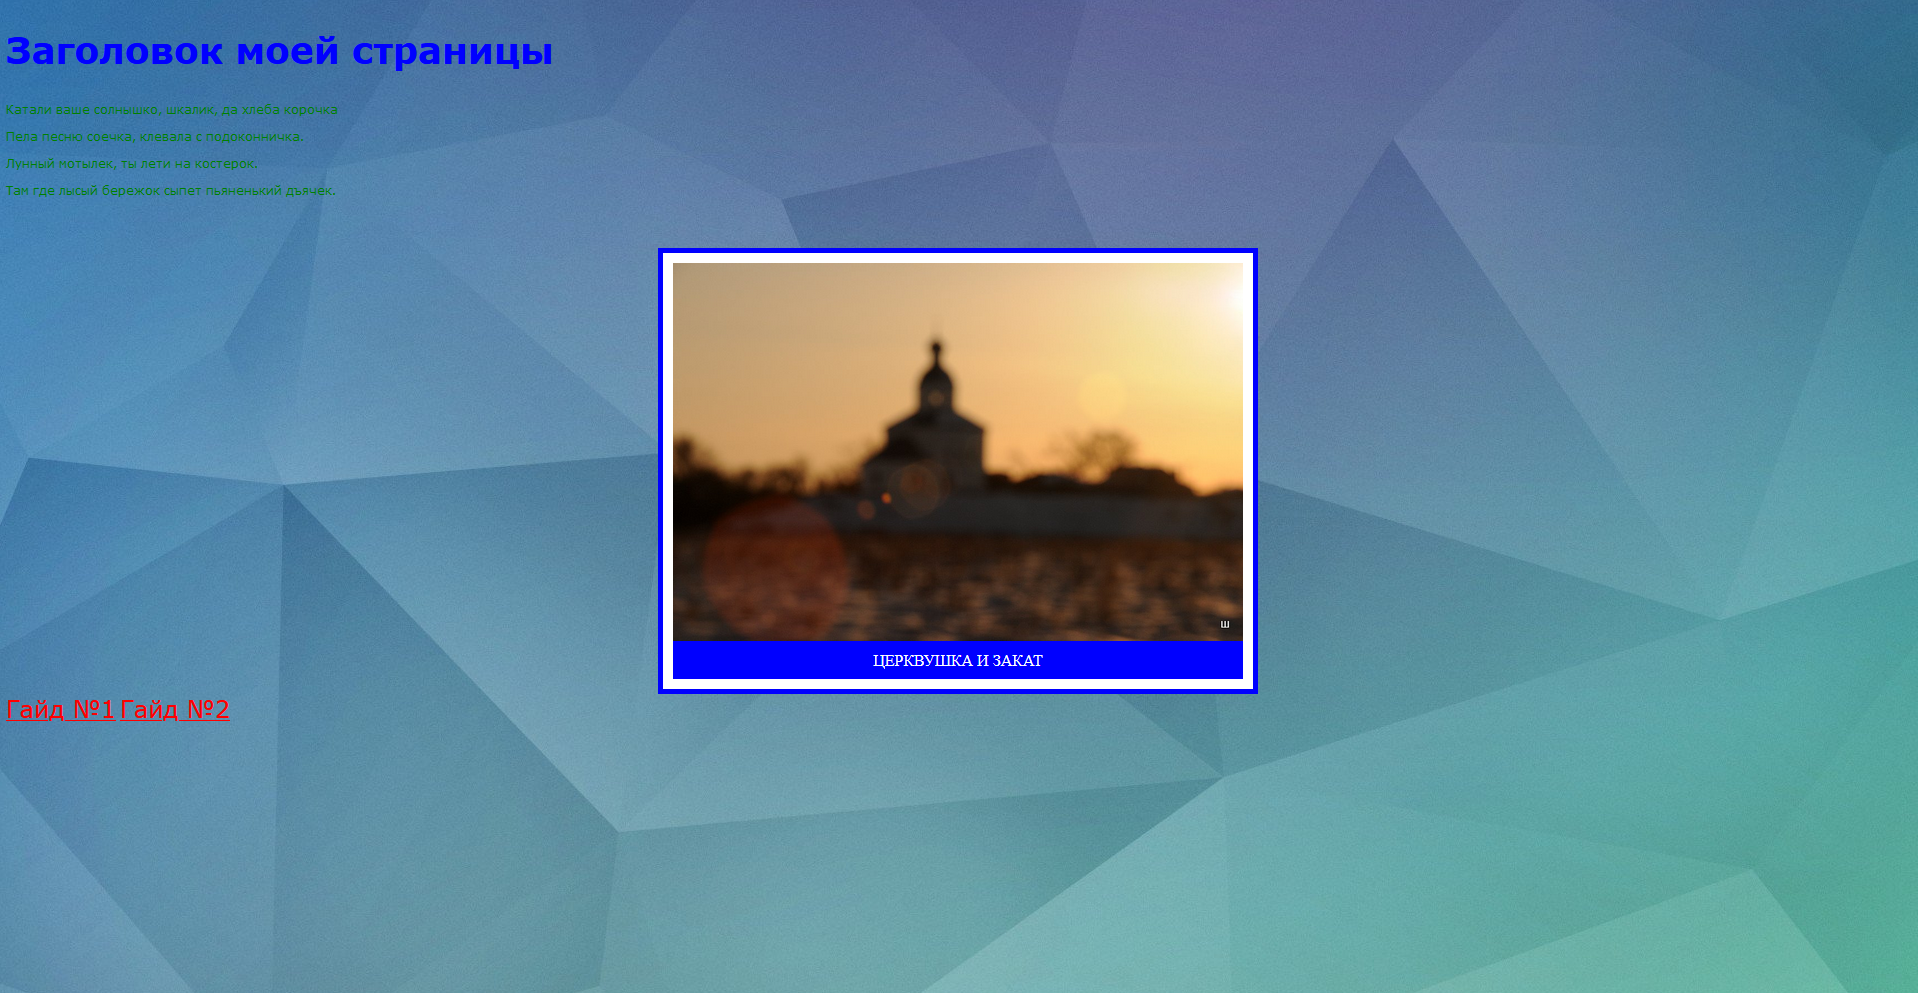 Заголовок моей страницы
Катали ваше солнышко, шкалик, да хлеба корочка
Пела песню соечка, клевала с подоконничка.
Лунный мотылек, ты лети на костерок.
Там где лысый бережок сыпет пьяненький дъячек.
ш
ЦЕРКВУШКА И ЗАКАТ
Гайд №1 Гайд №2